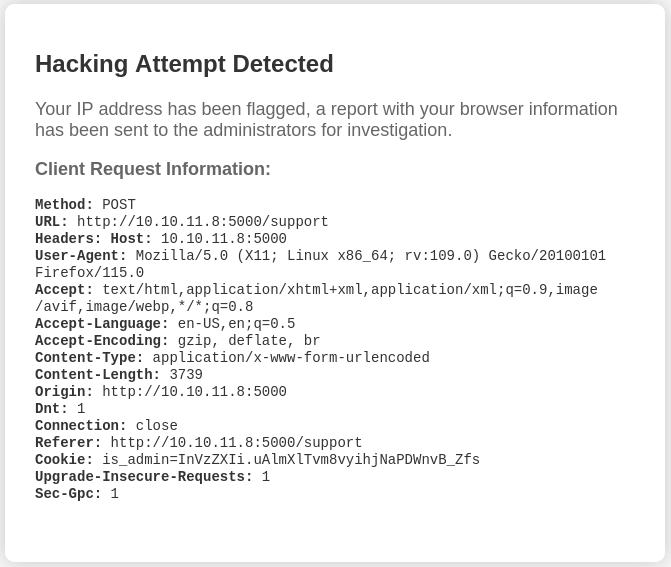 Hacking Attempt Detected
Your IP address has been flagged, a report with your browser information
has been sent to the administrators for investigation.
Client Request Information:
Method: POST
URL: http://10.10.11.8:5000/support
Headers: Host: 10.10.11.8:5000
User-Agent: Mozilla/5.0 (X11; Linux x86_64; rv:109.0) Gecko/20100101
Firefox/115.0
Accept: text/html,application/xhtml+xml,application/xml;q=0.9,image
/avif,image/webp,*/*;q=0.8
Accept-Language: en-US,en;q=0.5
Accept-Encoding: gzip, deflate, br
Content-Type: application/x-www-form-urlencoded
Content-Length: 3739
Origin: http://10.10.11.8:5000
Dnt: 1
Connection: close
Referer: http://10.10.11.8:5000/support
Cookie: is_admin=InVzZXIi.uAlmXlTvm8vyihjNaPDWnvB_Zfs
Upgrade-Insecure-Requests: 1
Sec-Gpc: 1